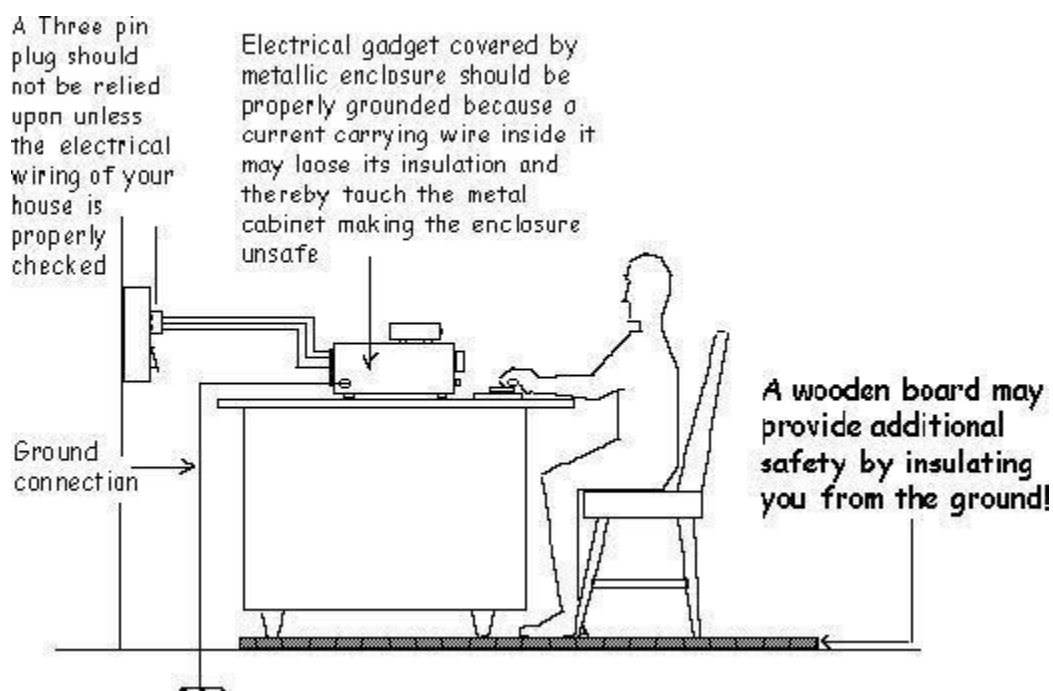 A Three pin
plug should
not be relied
upon unless
the electrical
wiring of your
house is
properly
checked
Electrical gadget covered by
metallic enclosure should be
properly grounded because a
current carrying wire inside it
may loose its insulation and
thereby touch the metal
cabinet making the enclosure
unsafe
A wooden board may
provide additional
safety by insulating
you from the ground!
Ground
connection